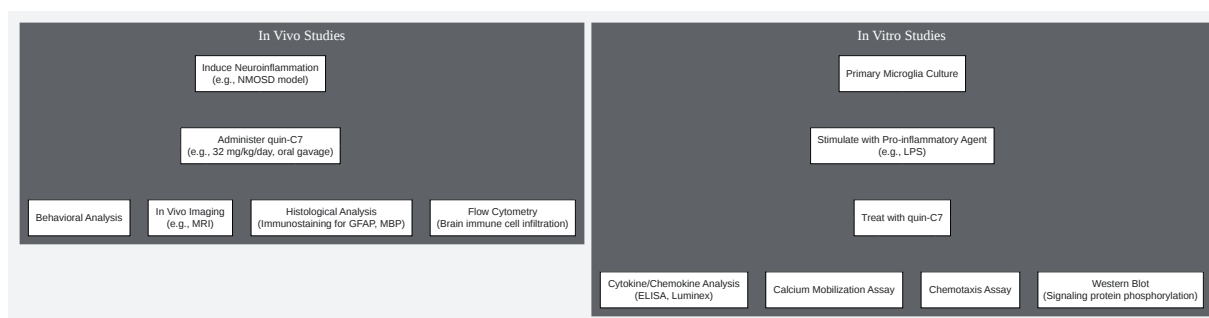 In Vivo Studies
Induce Neuroinflammation
(e.g., NMOSD model)
Administer quin-C7
(e.g., 32 mg/kg/day, oral gavage)
Behavioral Analysis
In Vivo Imaging
(e.g., MRI)
Histological Analysis
(Immunostaining for GFAP, MBP)
Flow Cytometry
(Brain immune cell infiltration)
In Vitro Studies
Primary Microglia Culture
Stimulate with Pro-inflammatory Agent
(e.g., LPS)
Treat with quin-C7
Cytokine/Chemokine Analysis
(ELISA, Luminex)
Calcium Mobilization Assay
Chemotaxis Assay
Western Blot
(Signaling protein phosphorylation)